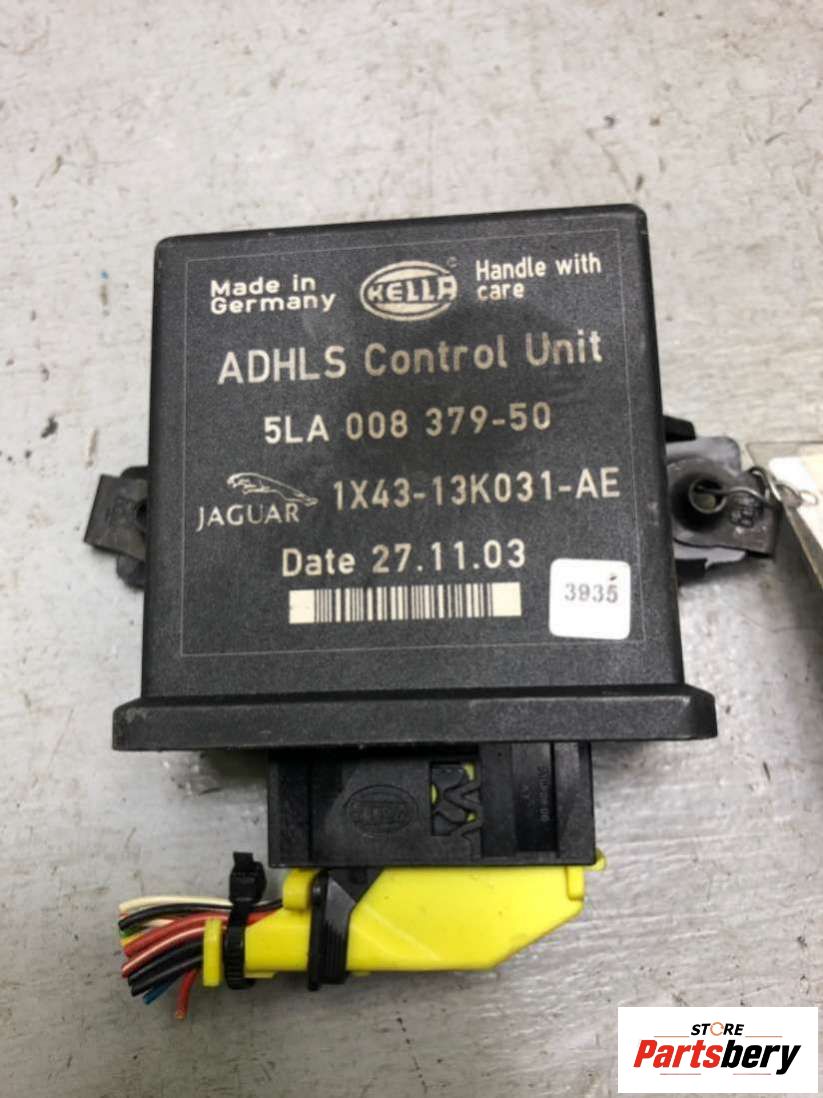 Made in
Germany
HELLA
Handle with
care
ADHLS Control Unit
5LA 008 379-50
JAGUAR
1X43-13K031-AE
Date 27.11.03
3935
HELLA
STORE
Partsbery